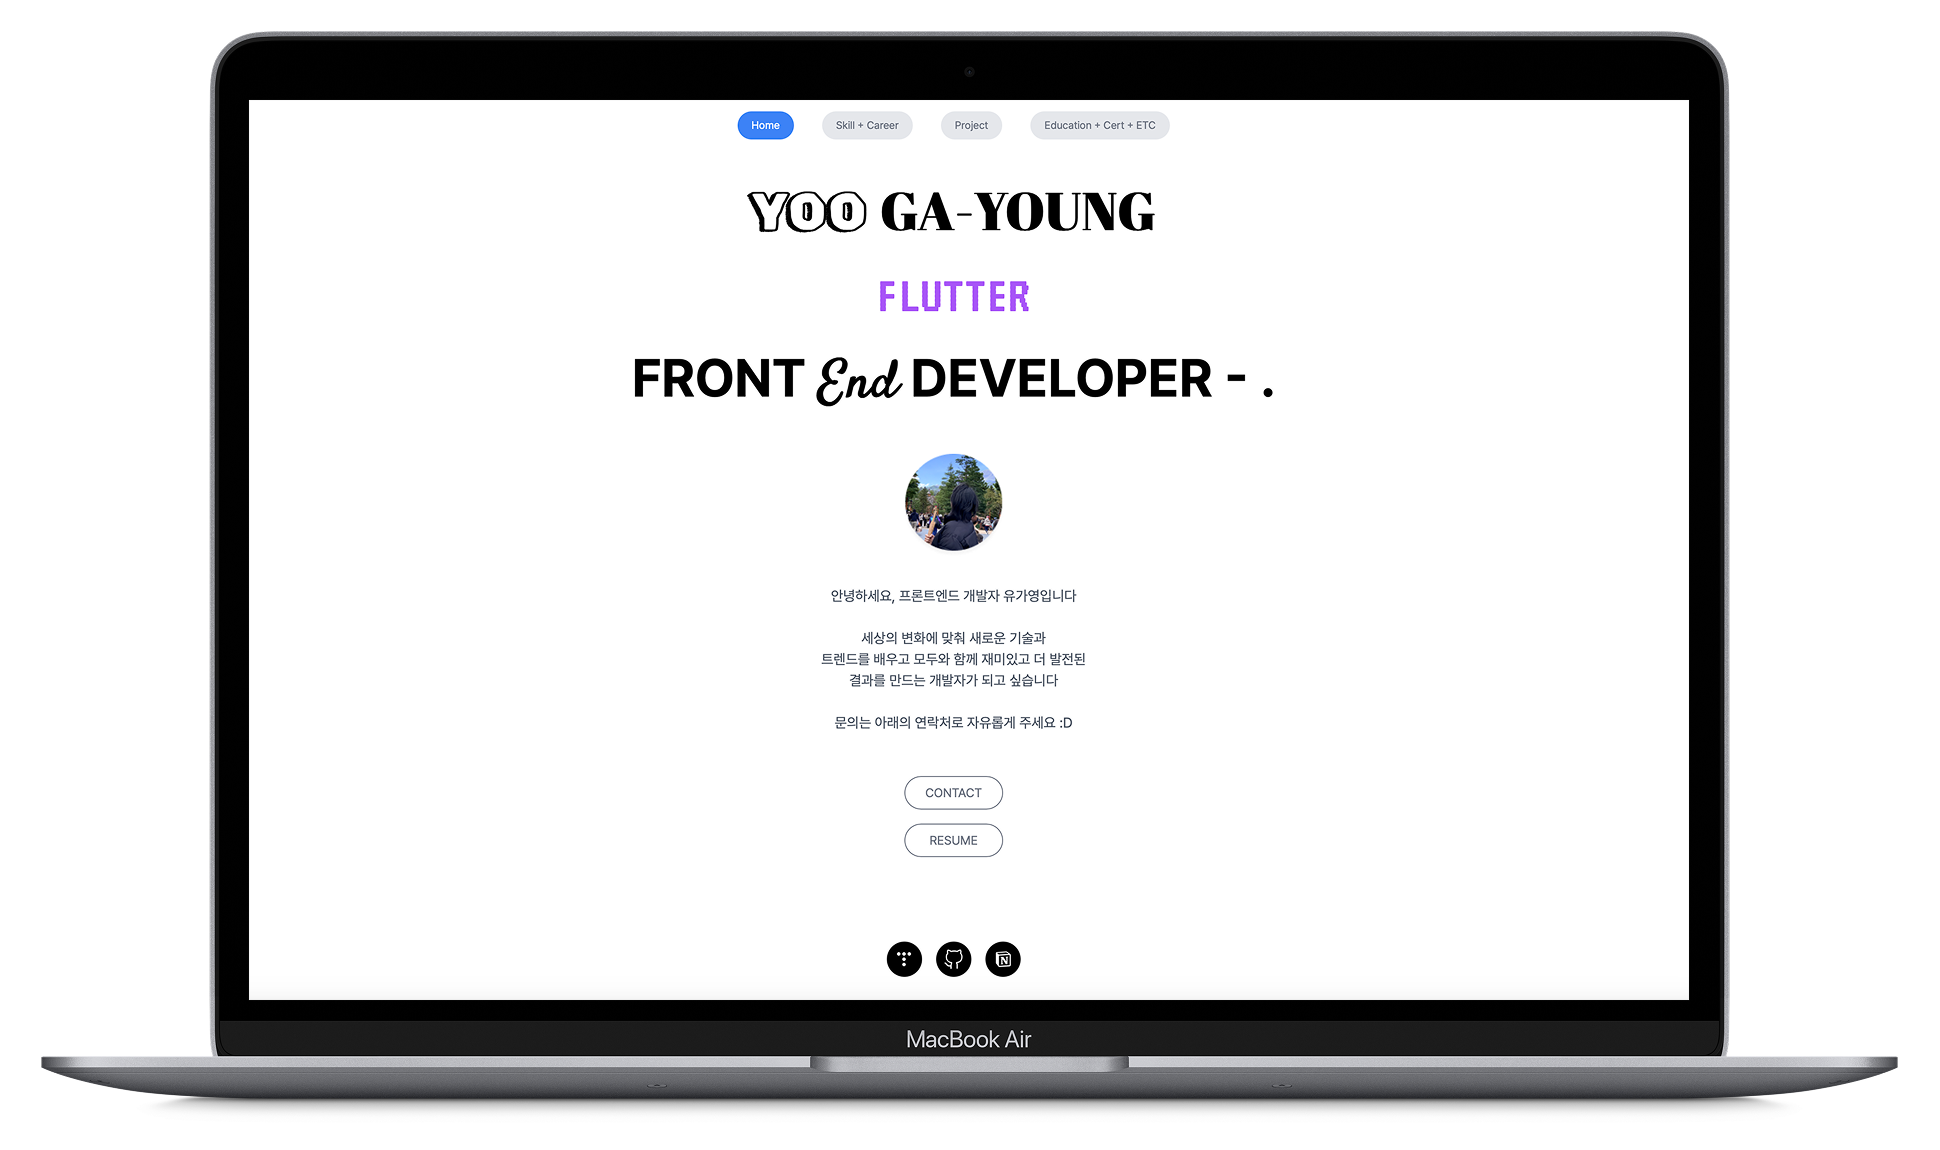 Home Skill + Career Project Education + Cert + ETC
YOO GA-YOUNG
FLUTTER
FRONT End DEVELOPER - .
안녕하세요, 프론트엔드 개발자 유가영입니다
세상의 변화에 맞춰 새로운 기술과
트렌드를 배우고 모두와 함께 재미있고 더 발전된
결과를 만드는 개발자가 되고 싶습니다
문의는 아래의 연락처로 자유롭게 주세요 :D
CONTACT
RESUME
N
MacBook Air